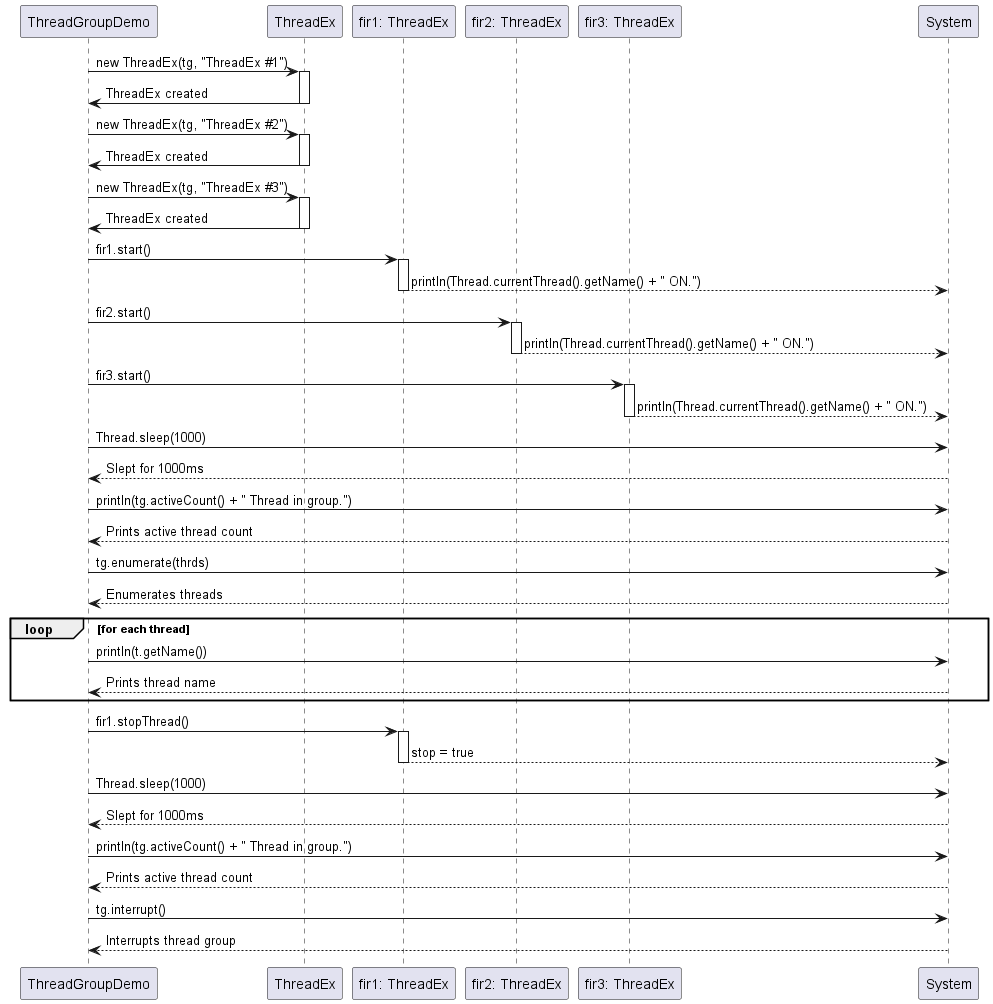 ThreadGroupDemo ThreadEx fir1: ThreadEx fir2: ThreadEx fir3: ThreadEx System
new ThreadEx(tg, "ThreadEx #1")
ThreadEx created
new ThreadEx(tg, "ThreadEx #2")
ThreadEx created
new ThreadEx(tg, "ThreadEx #3")
ThreadEx created
fir1.start()
println(Thread.currentThread().getName() + " ON.")
fir2.start()
println(Thread.currentThread().getName() + " ON.")
fir3.start()
println(Thread.currentThread().getName() + " ON.")
Thread.sleep(1000)
Slept for 1000ms
println(tg.activeCount() + " Thread in group.")
Prints active thread count
tg.enumerate(thrds)
Enumerates threads
loop [for each thread]
println(t.getName())
Prints thread name
fir1.stopThread()
stop = true
Thread.sleep(1000)
Slept for 1000ms
println(tg.activeCount() + " Thread in group.")
Prints active thread count
tg.interrupt()
Interrupts thread group
ThreadGroupDemo ThreadEx fir1: ThreadEx fir2: ThreadEx fir3: ThreadEx System